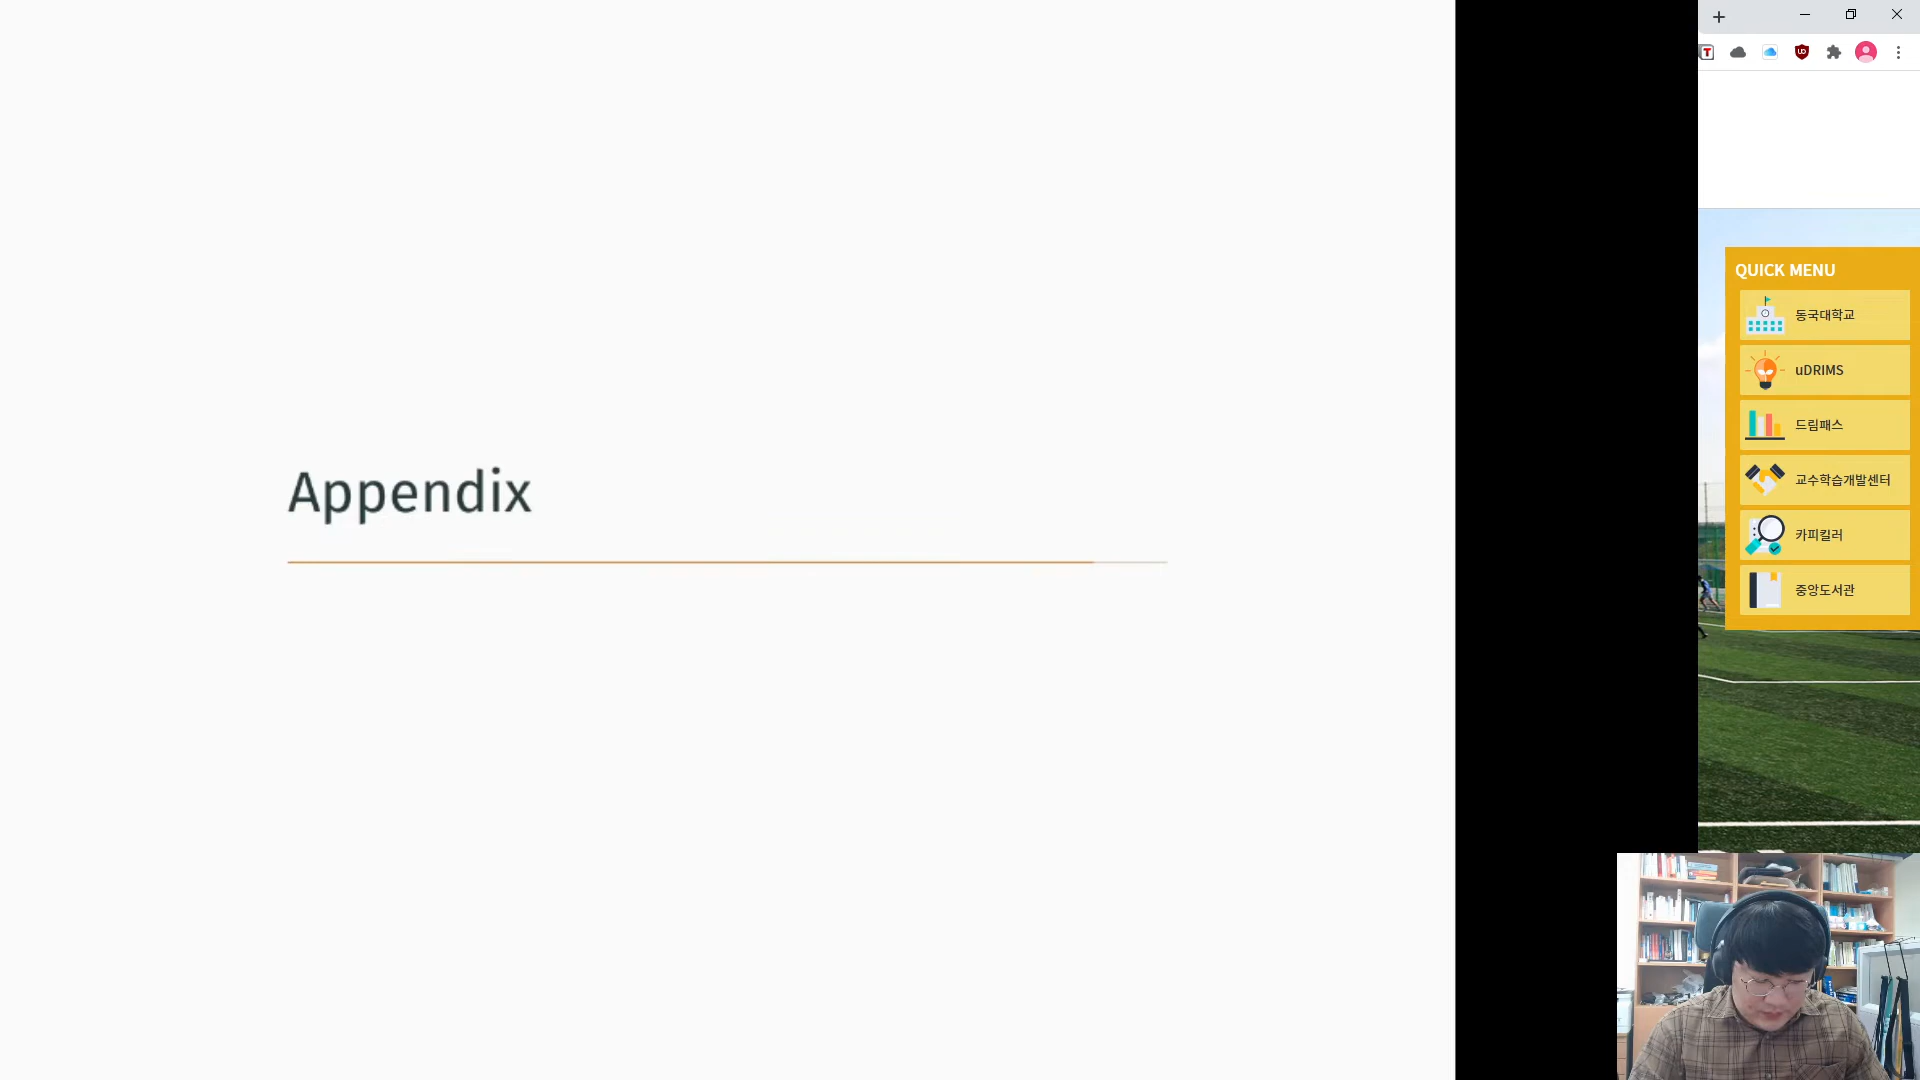 Appendix
QUICK MENU
동국대학교
uDRIMS
드림패스
교수학습개발센터
카피킬러
중앙도서관